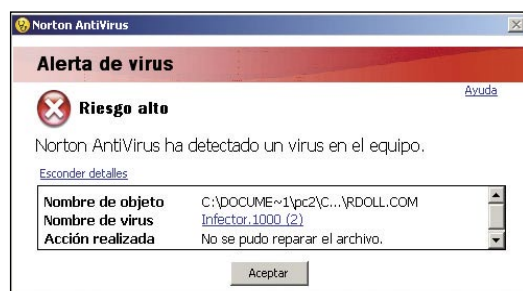 Norton AntiVirus
Alerta de virus
Ayuda
Riesgo alto
Norton AntiVirus ha detectado un virus en el equipo.
Esconder detalles
Nombre de objeto C:\DOCUME~1\pc2\C...\RDOLL.COM
Nombre de virus Infector.1000 (2)
Acción realizada No se pudo reparar el archivo.
Aceptar